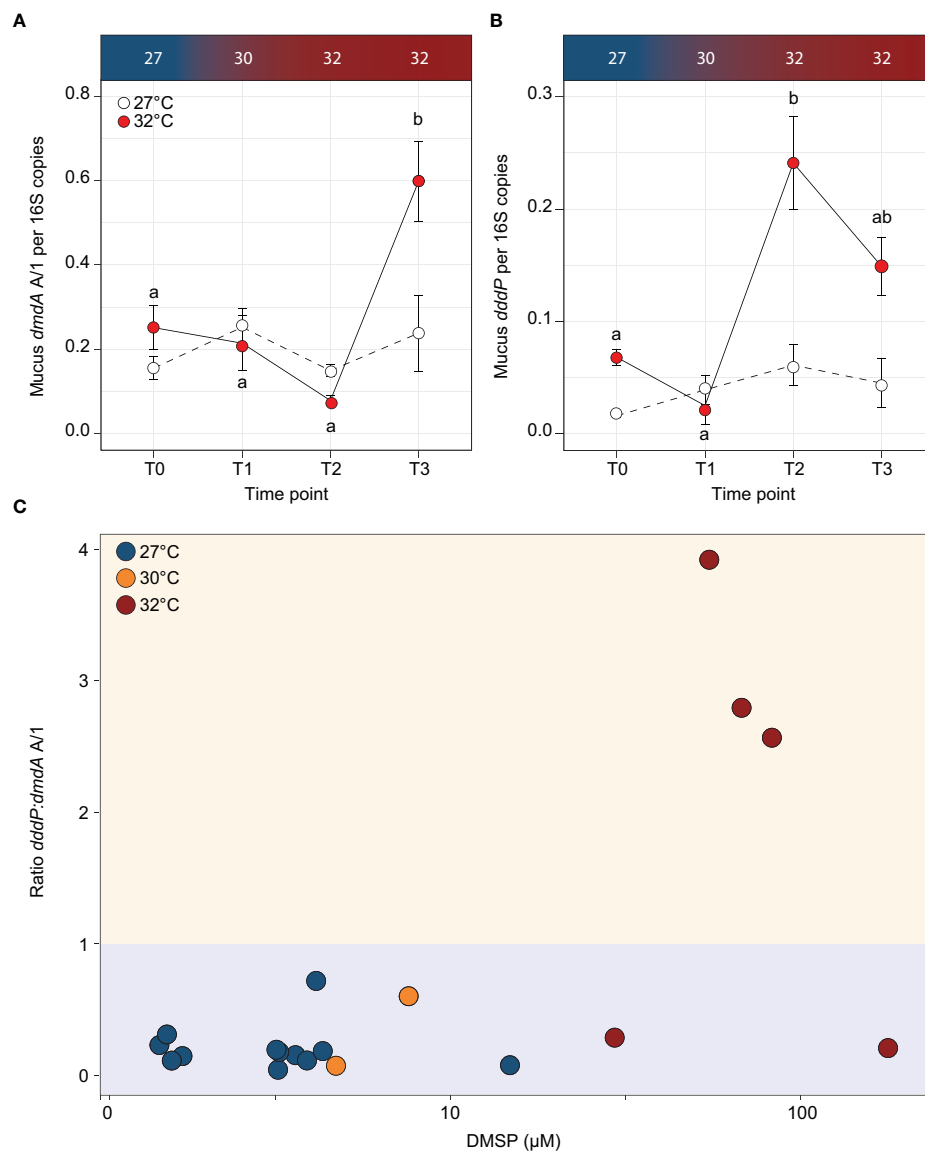 A
27 30 32 32
0.8
0.6
0.4
0.2
0.0
Mucus dmdA A/1 per 16S copies
27°C
32°C
a
a
a
b
T0 T1 T2 T3
Time point
B
27 30 32 32
0.3
0.2
0.1
0.0
Mucus dddP per 16S copies
a
a
b
ab
T0 T1 T2 T3
Time point
C
27°C
30°C
32°C
4
3
2
1
0
Ratio dddP:dmdA A/1
0 10 100
DMSP (µM)